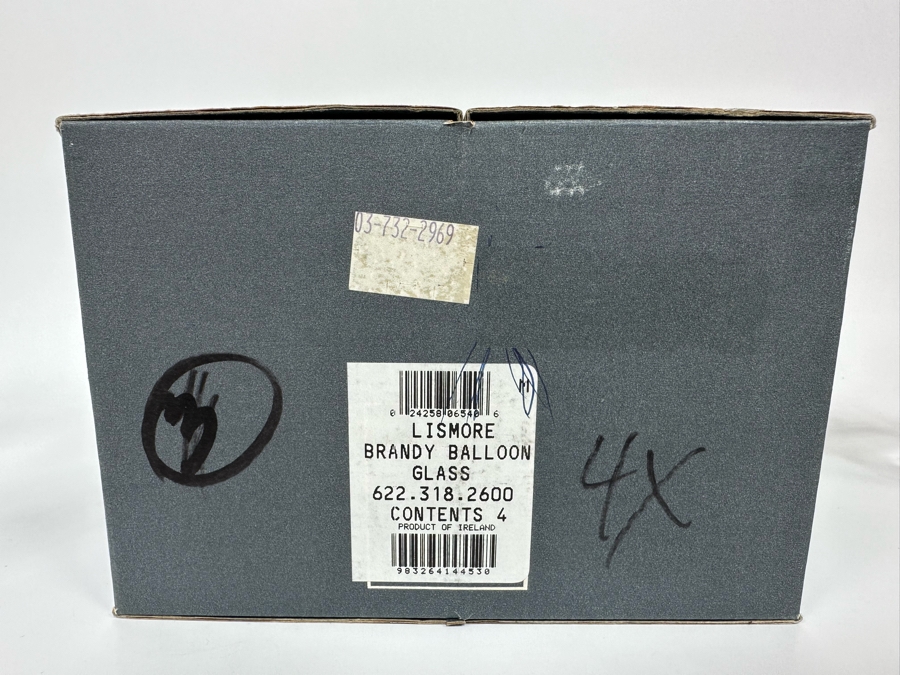 03-732-2969
0 24258 06540 6
LISMORE
BRANDY BALLOON
GLASS
622.318.2600
CONTENTS 4
PRODUCT OF IRELAND
983264144530
4X